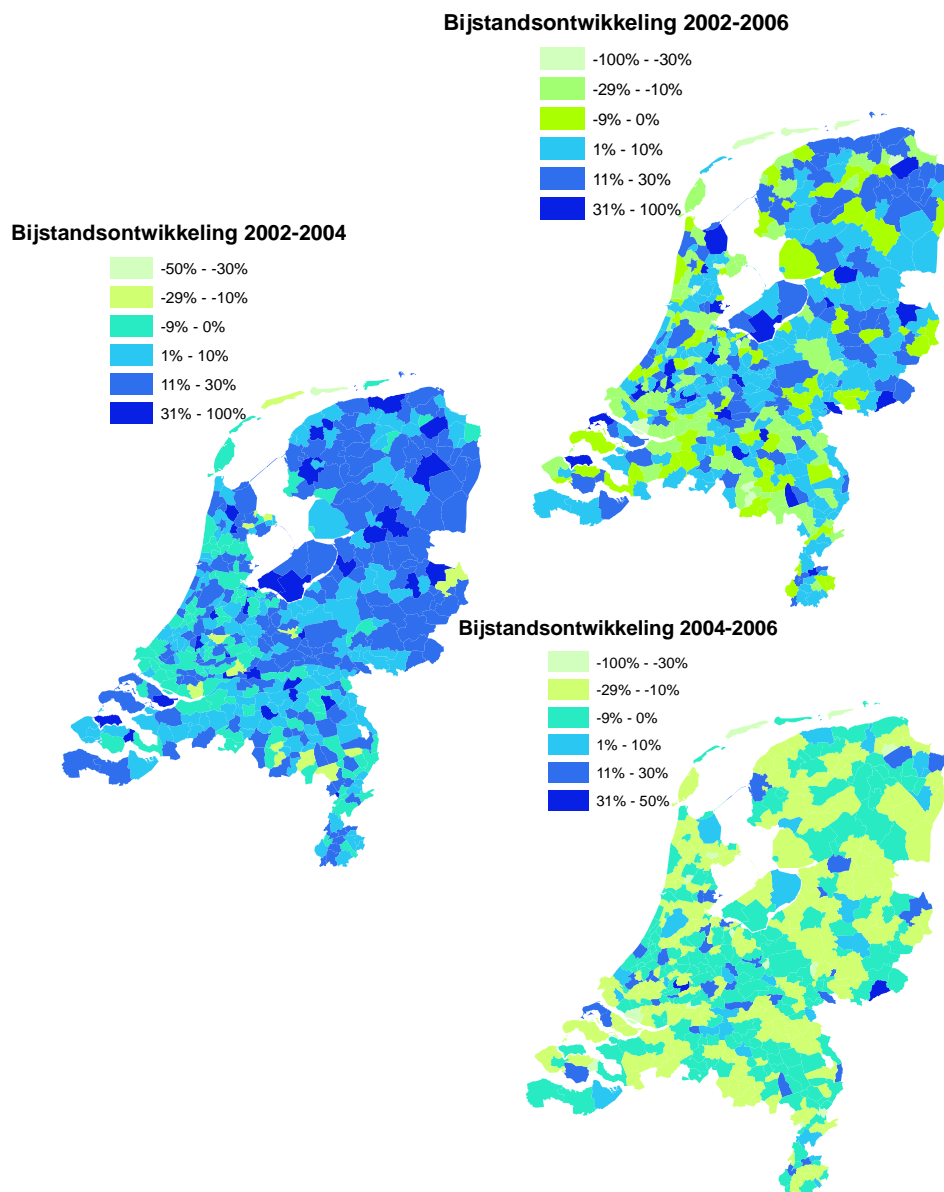 Bijstandsontwikkeling 2002-2006
-100% - -30%
-29% - -10%
-9% - 0%
1% - 10%
11% - 30%
31% - 100%
Bijstandsontwikkeling 2002-2004
-50% - -30%
-29% - -10%
-9% - 0%
1% - 10%
11% - 30%
31% - 100%
Bijstandsontwikkeling 2004-2006
-100% - -30%
-29% - -10%
-9% - 0%
1% - 10%
11% - 30%
31% - 50%